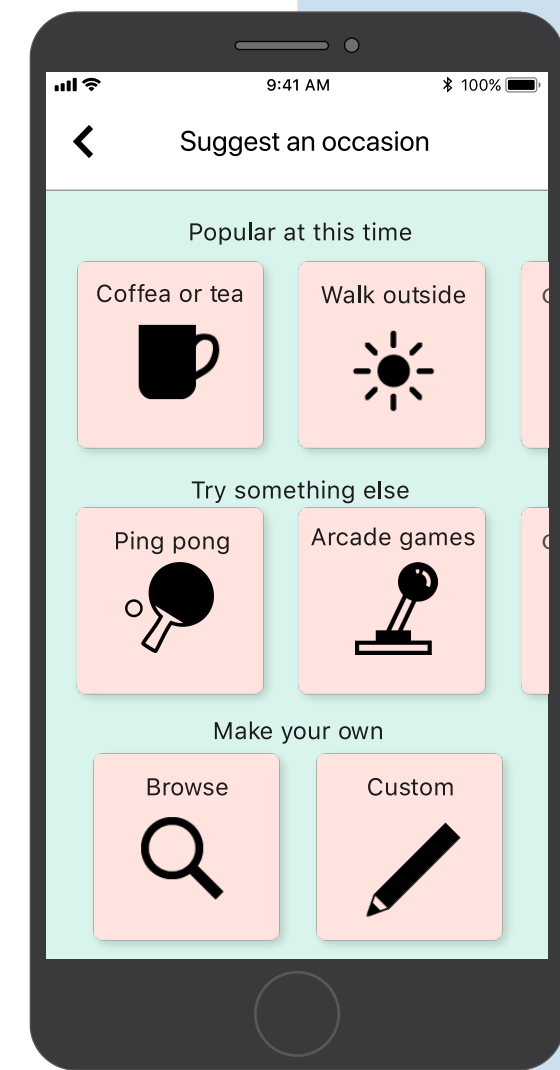 9:41 AM
100%
Suggest an occasion
Popular at this time
Coffea or tea
Walk outside
Try something else
Ping pong
Arcade games
Make your own
Browse
Custom